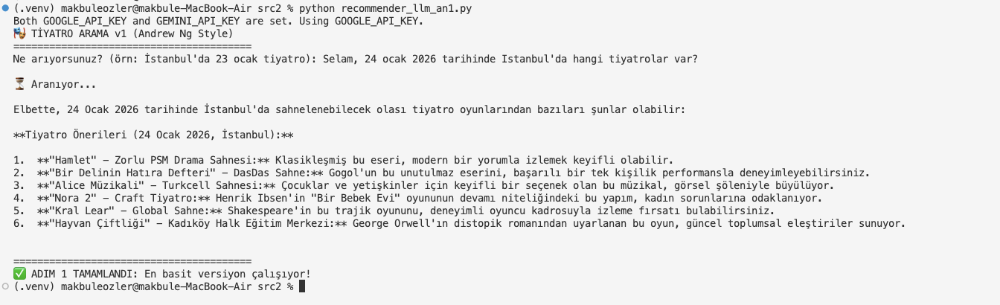 (.venv) makbuleozler@makbule-MacBook-Air src2 % python recommender_llm_an1.py
Both GOOGLE_API_KEY and GEMINI_API_KEY are set. Using GOOGLE_API_KEY.
🎭 TİYATRO ARAMA v1 (Andrew Ng Style)
========================================
Ne arıyorsunuz? (örn: İstanbul'da 23 ocak tiyatro): Selam, 24 ocak 2026 tarihinde Istanbul'da hangi tiyatrolar var?
⏳ Aranıyor...
Elbette, 24 Ocak 2026 tarihinde İstanbul'da sahnelenebilecek olası tiyatro oyunlarından bazıları şunlar olabilir:
**Tiyatro Önerileri (24 Ocak 2026, İstanbul):**
1.  **"Hamlet" - Zorlu PSM Drama Sahnesi:** Klasikleşmiş bu eseri, modern bir yorumla izlemek keyifli olabilir.
2.  **"Bir Delinin Hatıra Defteri" - DasDas Sahne:** Gogol'un bu unutulmaz eserini, başarılı bir tek kişilik performansla deneyimleyebilirsiniz.
3.  **"Alice Müzikali" - Turkcell Sahnesi:** Çocuklar ve yetişkinler için keyifli bir seçenek olan bu müzikal, görsel şöleniyle büyülüyor.
4.  **"Nora 2" - Craft Tiyatro:** Henrik Ibsen'in "Bir Bebek Evi" oyununun devamı niteliğindeki bu yapım, kadın sorunlarına odaklanıyor.
5.  **"Kral Lear" - Global Sahne:** Shakespeare'in bu trajik oyununu, deneyimli oyuncu kadrosuyla izleme fırsatı bulabilirsiniz.
6.  **"Hayvan Çiftliği" - Kadıköy Halk Eğitim Merkezi:** George Orwell'ın distopik romanından uyarlanan bu oyun, güncel toplumsal eleştiriler sunuyor.
========================================
✅ ADIM 1 TAMAMLANDI: En basit versiyon çalışıyor!
(.venv) makbuleozler@makbule-MacBook-Air src2 %